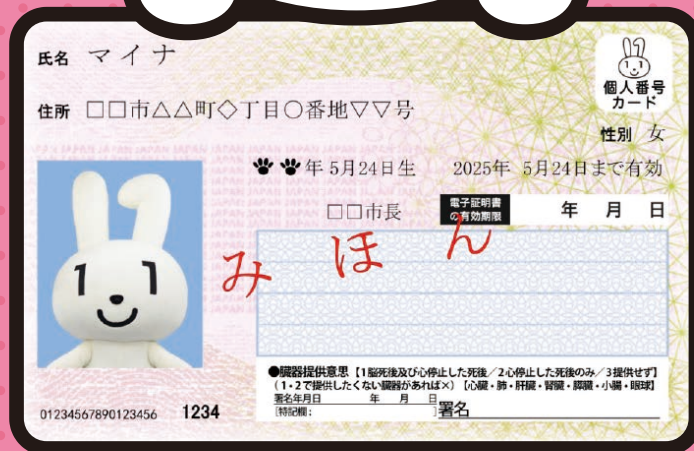 氏名 マイナ
個人番号
カード
住所 □□市△△町◇丁目○番地▽▽号
性別 女
年 5月24日生 2025年 5月24日まで有効
□□市長 電子証明書の有効期限 年 月 日
みほん
●臓器提供意思【1脳死後及び心停止した死後／2心停止した死後のみ／3提供せず】
（1・2で提供したくない臓器があれば×）【心臓・肺・肝臓・腎臓・膵臓・小腸・眼球】
署名年月日 年 月 日
［特記欄： ］署名
01234567890123456 1234